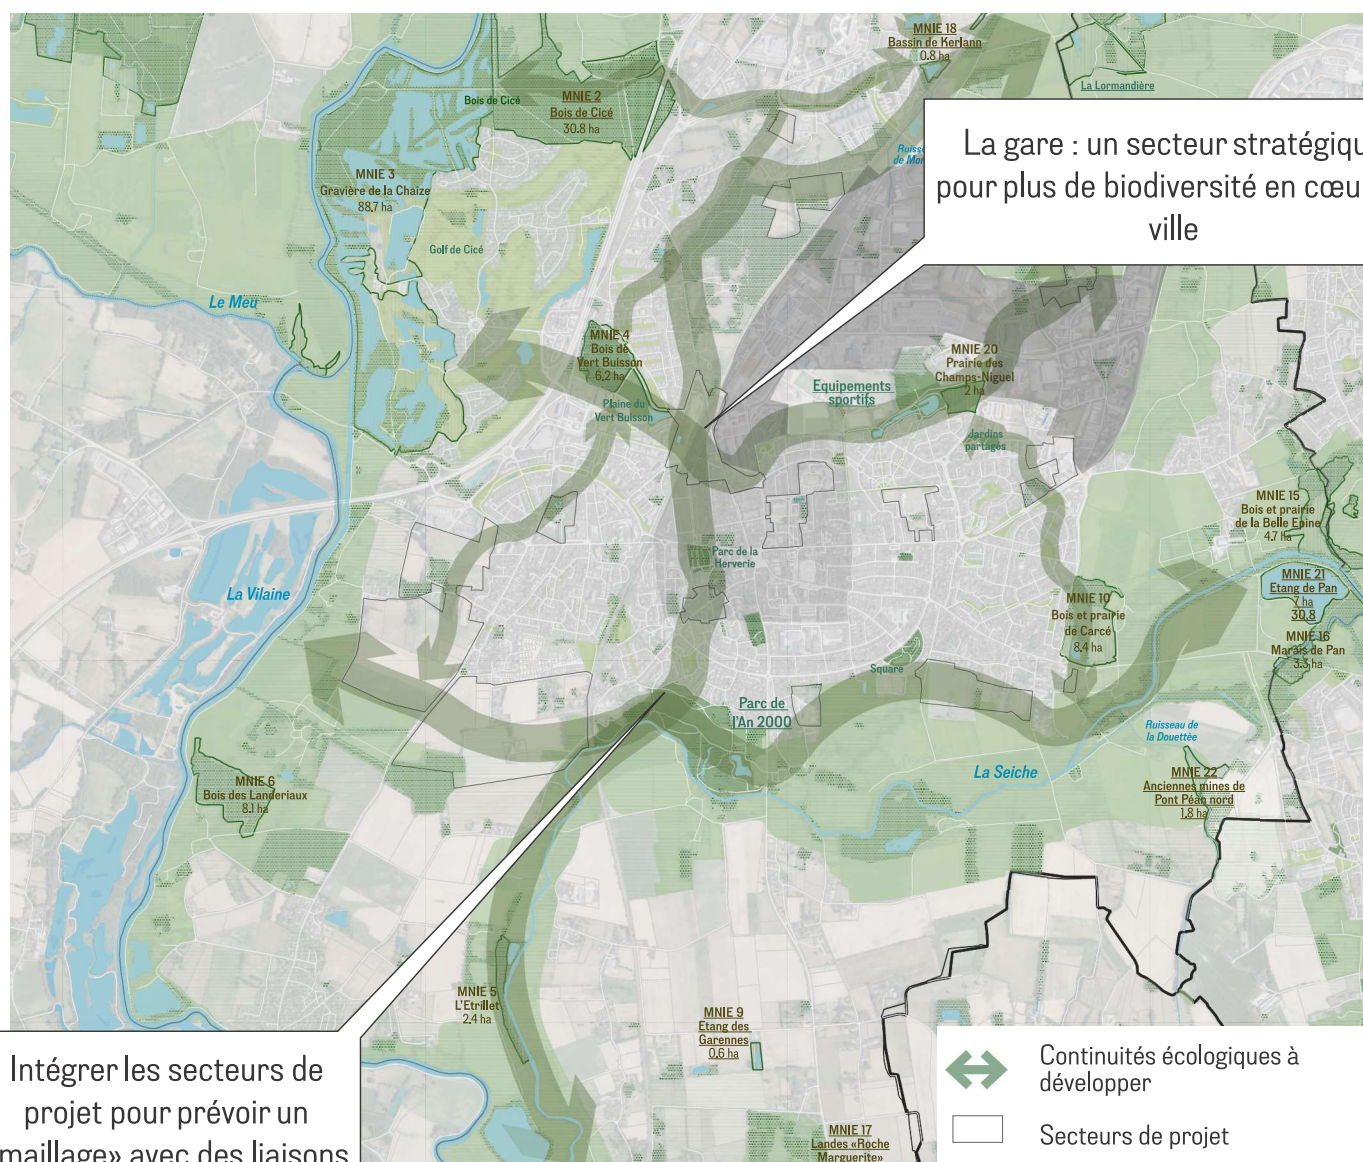 MNIE 18
Bassin de Kerlann
0.8 ha
La Lormandière
Bois de Cicé
MNIE 2
Bois de Cicé
30.8 ha
MNIE 3
Gravière de la Chaize
88.7 ha
Golf de Cicé
La gare : un secteur stratégiqu
pour plus de biodiversité en cœu
ville
Le Meu
MNIE 4
Bois de
Vert Buisson
6,2 ha
Plaine du
Vert Buisson
MNIE 20
Prairie des
Champs-Niguel
2 ha
Equipements
sportifs
Jardins
partagés
MNIE 15
Bois et prairie
de la Belle Epine
4.7 ha
Parc de la
Herverie
La Vilaine
MNIE 21
Etang de Pan
7 ha
30.8
MNIE 10
Bois et prairie
de Carcé
8.4 ha
MNIE 16
Marais de Pan
3.3 ha
Square
Parc de
l'An 2000
Ruisseau de
la Douettée
La Seiche
MNIE 6
Bois des Landeriaux
8.1 ha
MNIE 22
Anciennes mines de
Pont Péan nord
1.8 ha
MNIE 5
L'Etrillet
2.4 ha
MNIE 9
Etang des
Garennes
0.6 ha
Intégrer les secteurs de
projet pour prévoir un
maillage» avec des liaisons
MNIE 17
Landes «Roche
Marguerite»
Continuités écologiques à
développer
Secteurs de projet